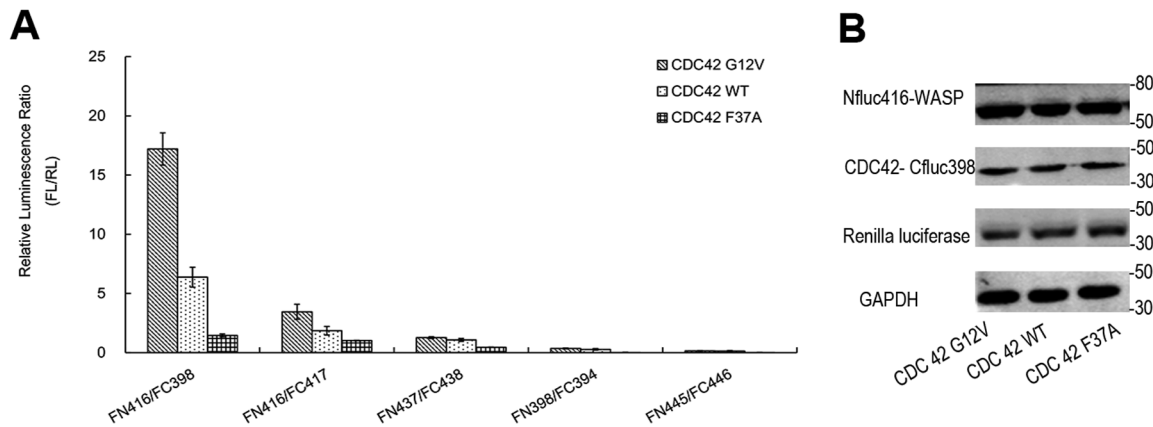 A
25
20
15
10
5
0
Relative Luminescence Ratio
(FL/RL)
CDC42 G12V
CDC42 WT
CDC42 F37A
FN416/FC398
FN416/FC417
FN437/FC438
FN398/FC394
FN445/FC446
B
Nfluc416-WASP
-80
-50
CDC42- Cfluc398
-50
-30
Renilla luciferase
-50
-30
GAPDH
-50
-30
CDC 42 G12V
CDC 42 WT
CDC 42 F37A